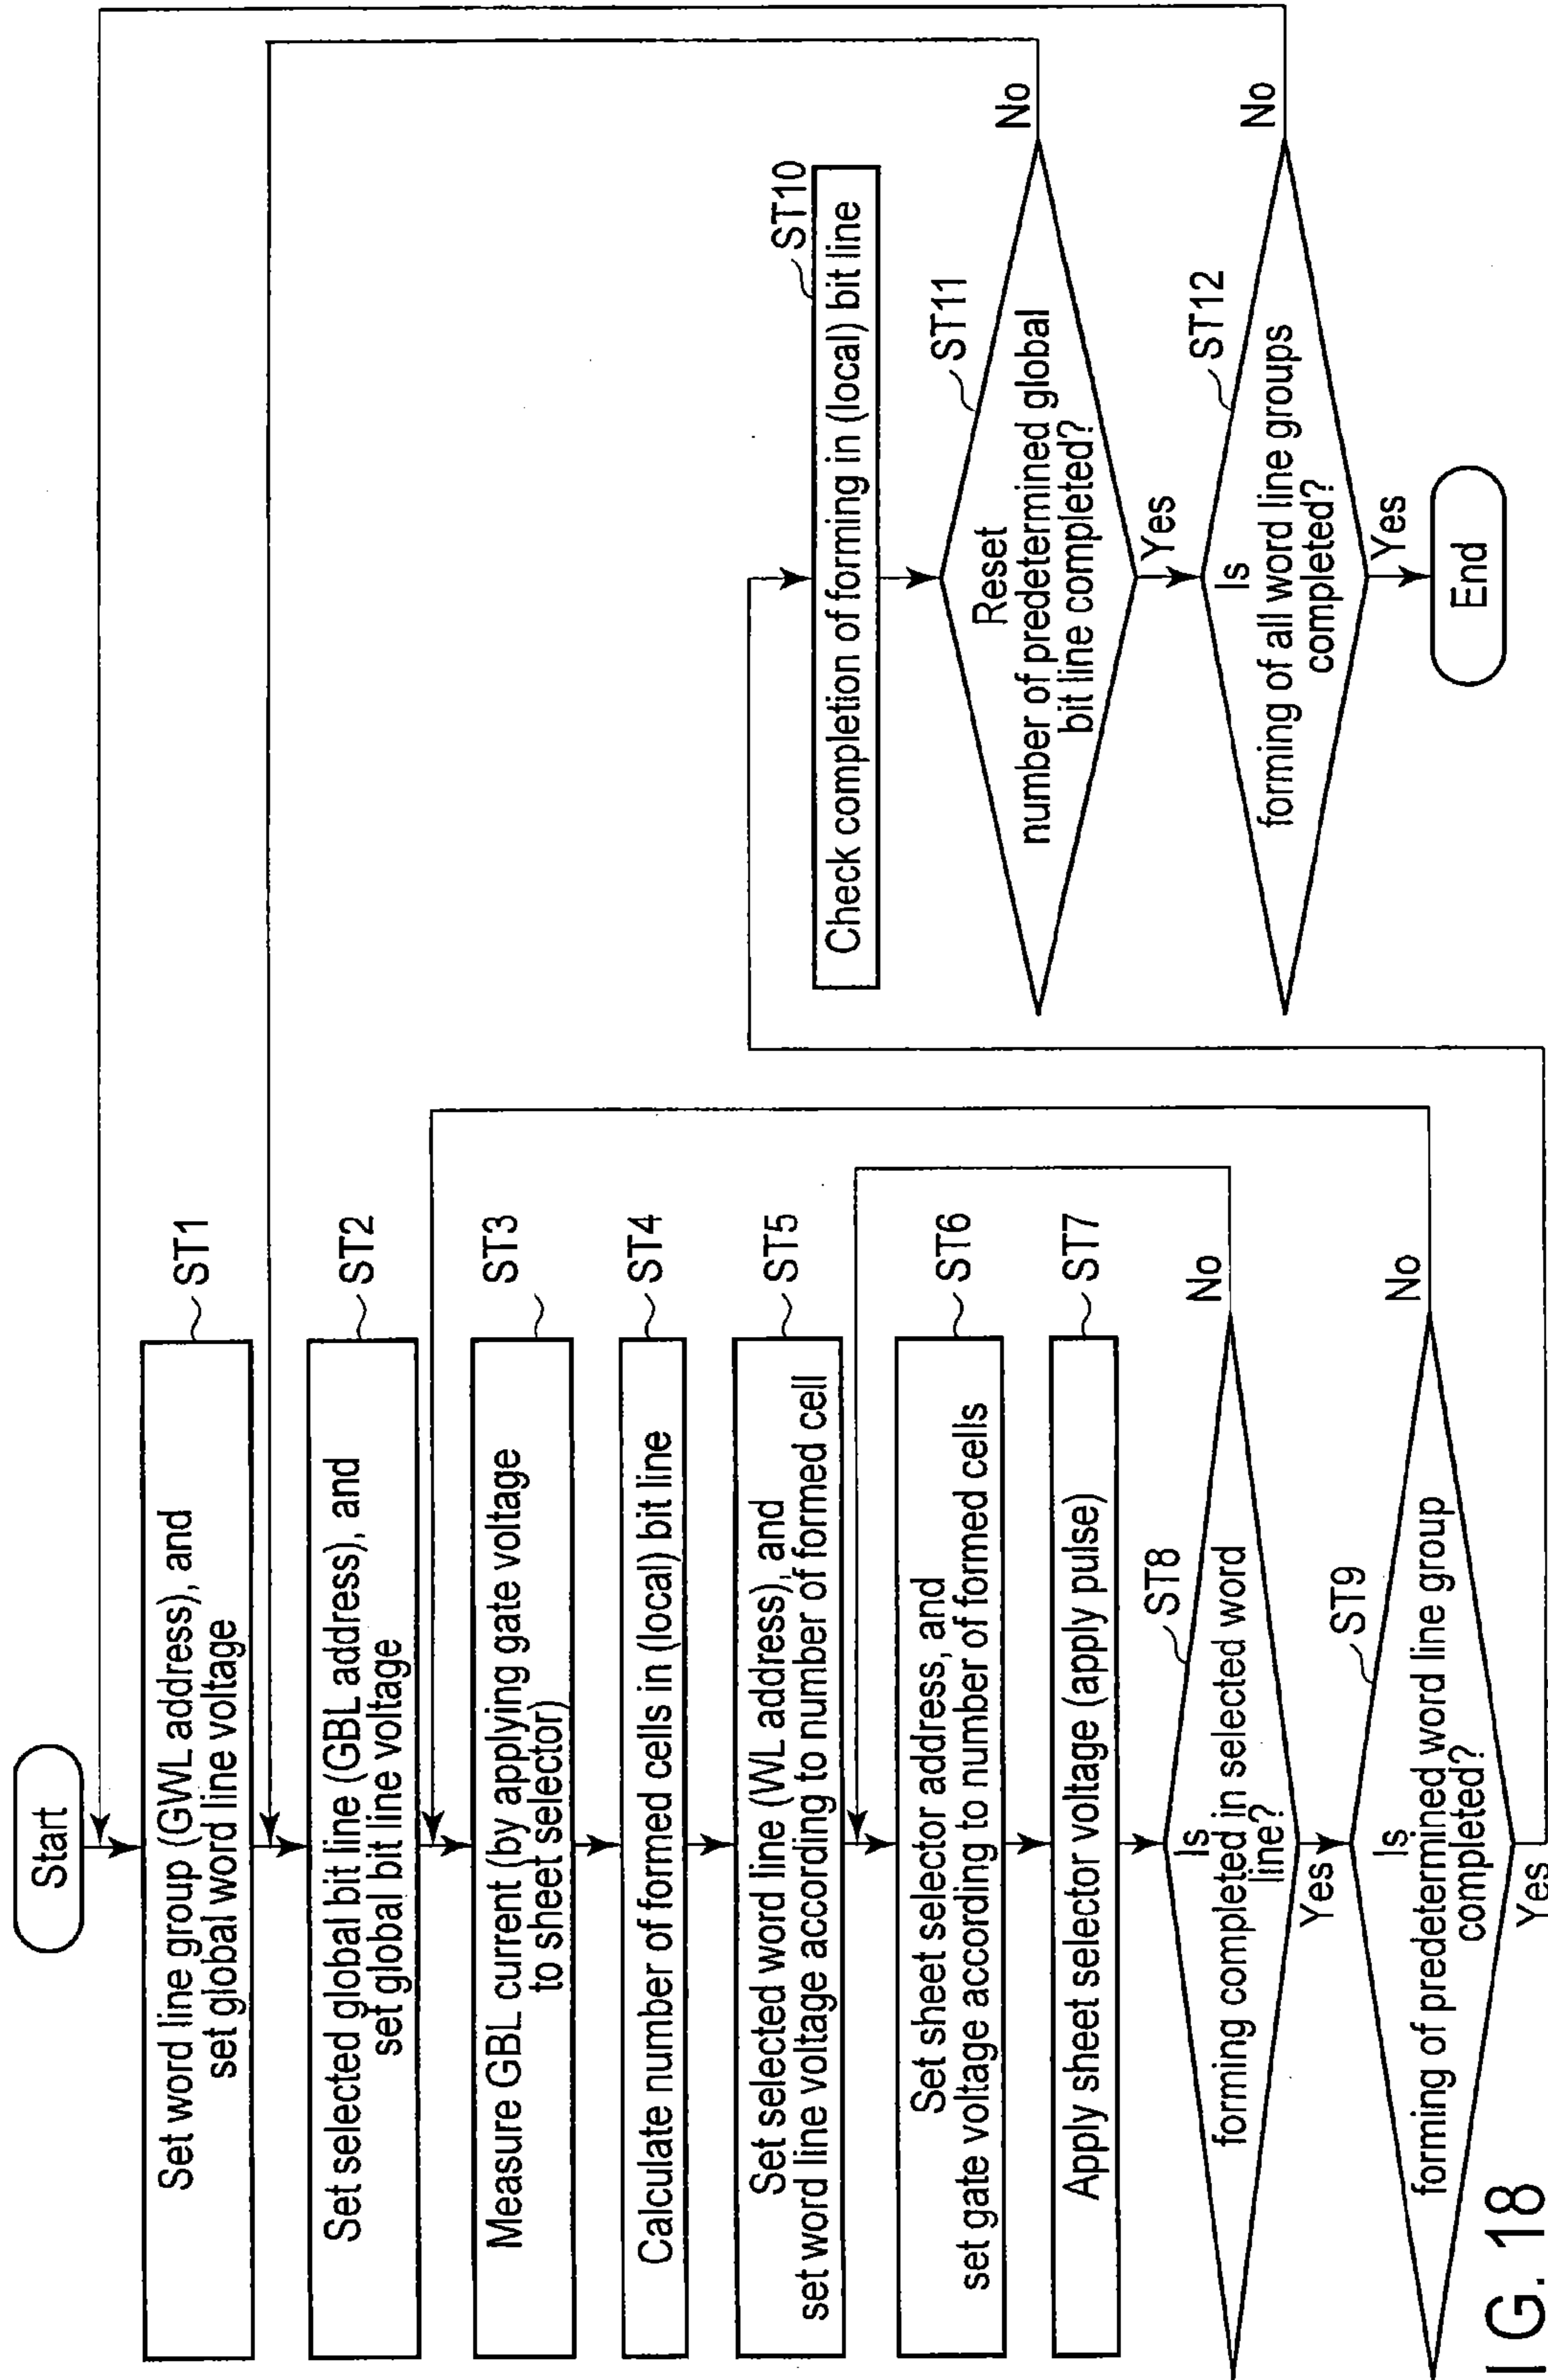 Start
Set word line group (GWL address), and
set global word line voltage
ST1
Set selected global bit line (GBL address), and
set global bit line voltage
ST2
Measure GBL current (by applying gate voltage
to sheet selector)
ST3
Calculate number of formed cells in (local) bit line
ST4
Set selected word line (WL address), and
set word line voltage according to number of formed cell
ST5
Set sheet selector address, and
set gate voltage according to number of formed cells
ST6
Apply sheet selector voltage (apply pulse)
ST7
ST8
Is
forming completed in selected word
line?
No
Yes
ST9
Is
forming of predetermined word line group
completed?
No
Yes
ST10
Check completion of forming in (local) bit line
ST11
Reset
number of predetermined global
bit line completed?
No
Yes
ST12
Is
forming of all word line groups
completed?
No
Yes
End
IG. 18